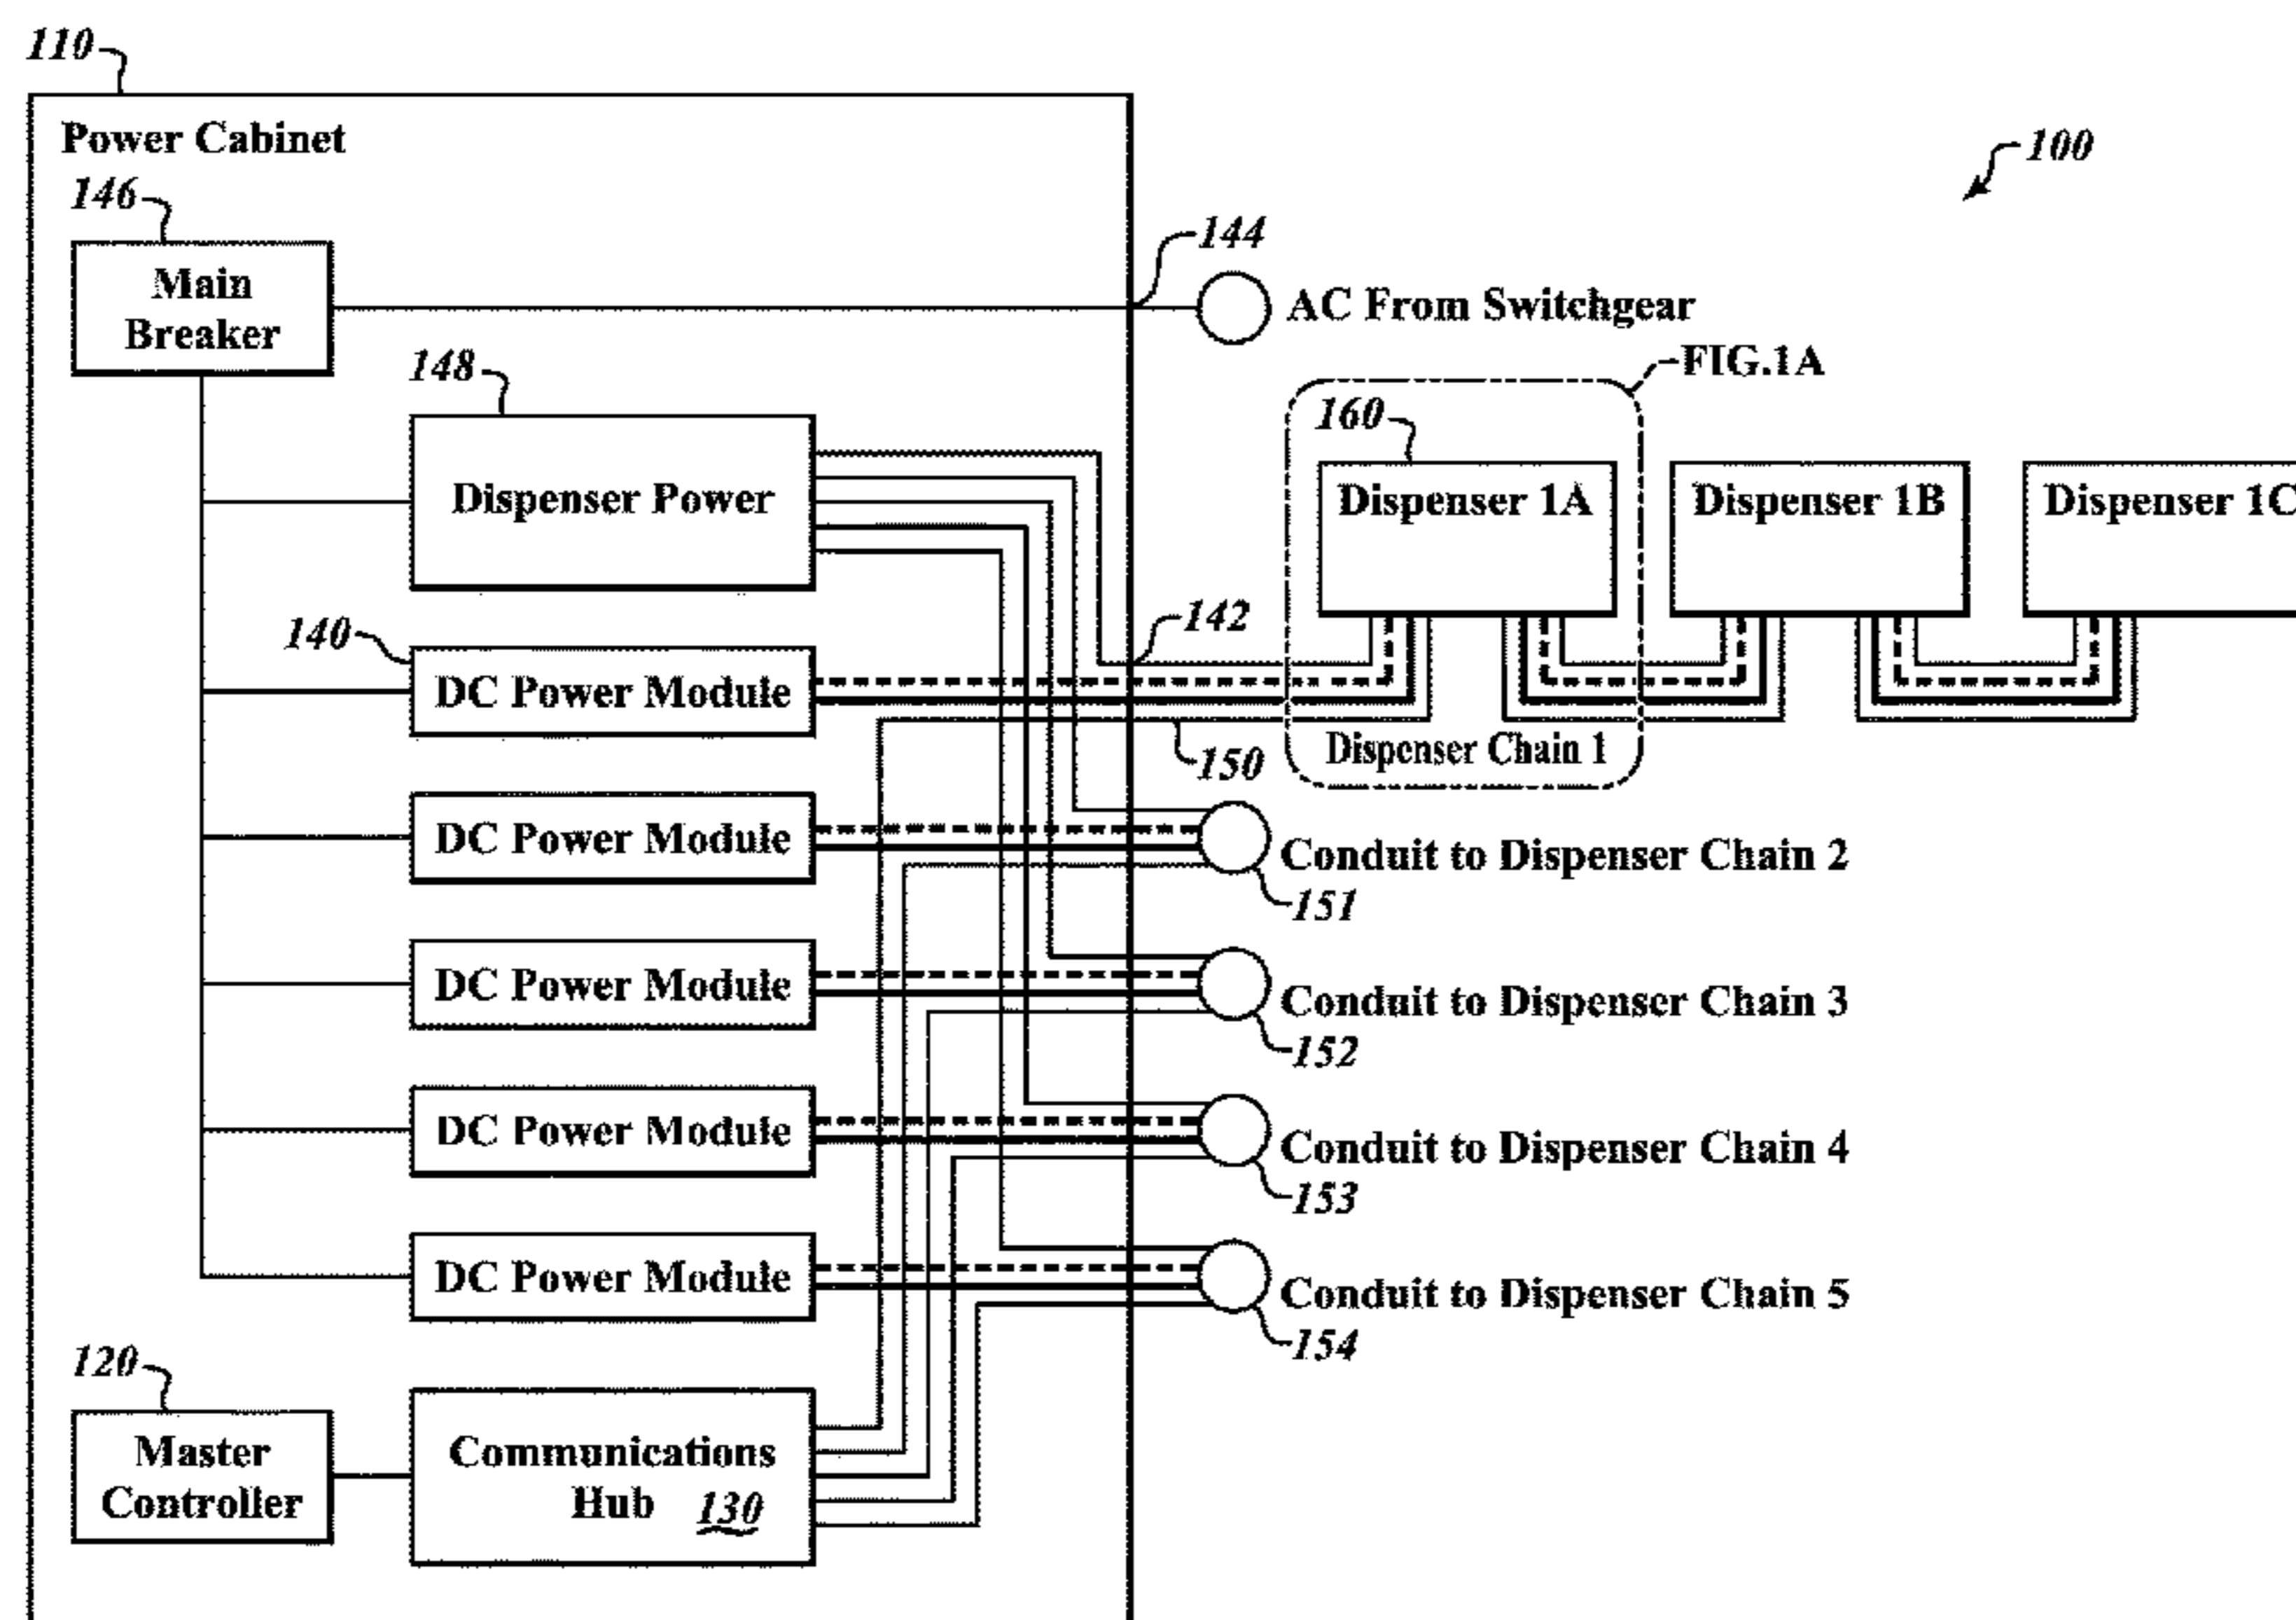 110
Power Cabinet
100
146
144
Main
Breaker
AC From Switchgear
FIG.1A
148
160
Dispenser Power
Dispenser 1A
Dispenser 1B
Dispenser 1C
142
140
DC Power Module
Dispenser Chain 1
150
DC Power Module
Conduit to Dispenser Chain 2
151
DC Power Module
Conduit to Dispenser Chain 3
152
DC Power Module
Conduit to Dispenser Chain 4
153
DC Power Module
Conduit to Dispenser Chain 5
154
120
Master
Controller
Communications
Hub 130